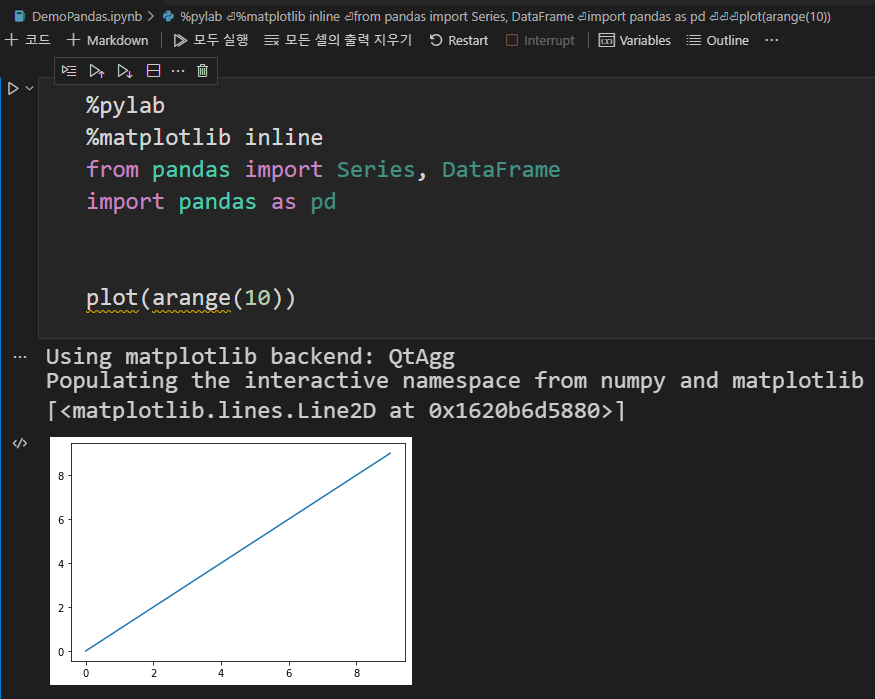 DemoPandas.ipynb > %pylab ⏎%matplotlib inline ⏎from pandas import Series, DataFrame ⏎import pandas as pd ⏎⏎⏎plot(arange(10))
+ 코드 + Markdown | 모두 실행 모든 셀의 출력 지우기 Restart Interrupt | Variables Outline ···
···
%pylab
%matplotlib inline
from pandas import Series, DataFrame
import pandas as pd
plot(arange(10))
··· Using matplotlib backend: QtAgg
Populating the interactive namespace from numpy and matplotlib
[<matplotlib.lines.Line2D at 0x1620b6d5880>]
</>
8
6
4
2
0
0 2 4 6 8